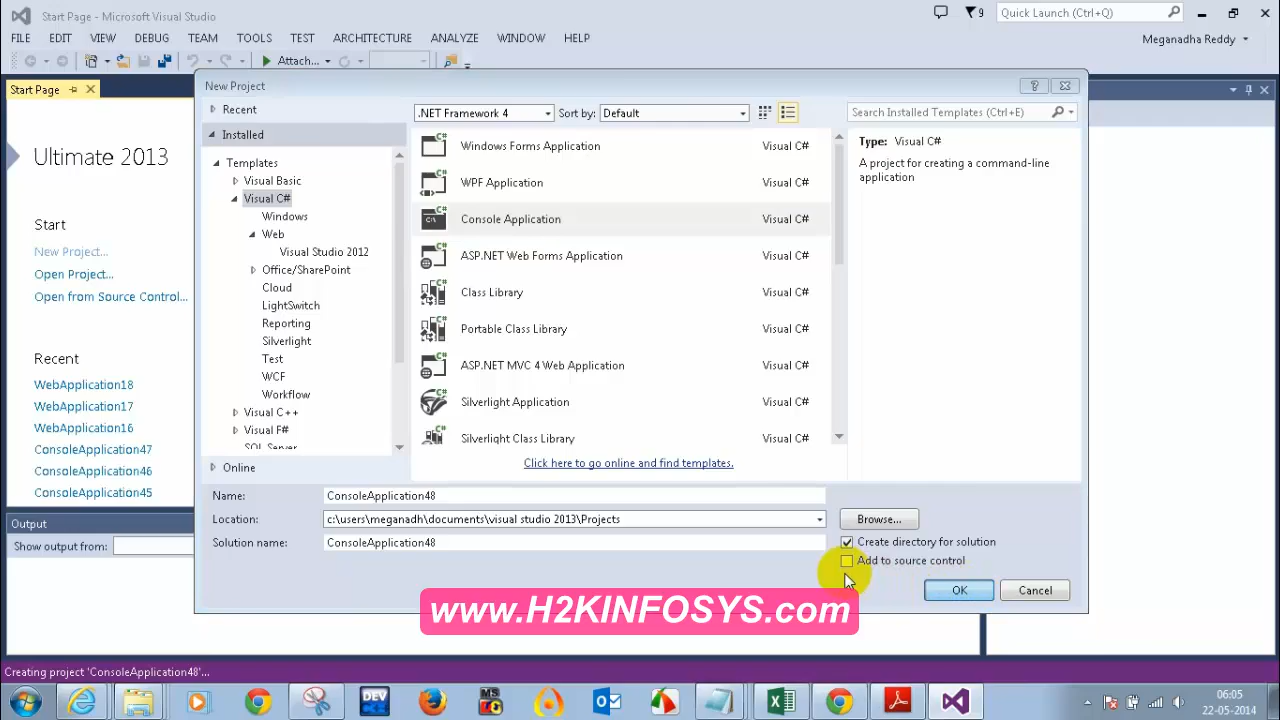 Start Page - Microsoft Visual Studio
9
Quick Launch (Ctrl+Q)
FILE EDIT VIEW DEBUG TEAM TOOLS TEST ARCHITECTURE ANALYZE WINDOW HELP
Meganadha Reddy
Attach...
Start Page
New Project
Recent
.NET Framework 4
Sort by:
Default
Search Installed Templates (Ctrl+E)
Installed
Templates
Visual Basic
Visual C#
Windows
Web
Visual Studio 2012
Office/SharePoint
Cloud
LightSwitch
Reporting
Silverlight
Test
WCF
Workflow
Visual C++
Visual F#
SQL Server
Online
Windows Forms Application Visual C#
WPF Application Visual C#
Console Application Visual C#
ASP.NET Web Forms Application Visual C#
Class Library Visual C#
Portable Class Library Visual C#
ASP.NET MVC 4 Web Application Visual C#
Silverlight Application Visual C#
Silverlight Class Library Visual C#
Click here to go online and find templates.
Type: Visual C#
A project for creating a command-line
application
Name: ConsoleApplication48
Location: c:\users\meganadh\documents\visual studio 2013\Projects
Browse...
Solution name: ConsoleApplication48
Create directory for solution
Add to source control
OK
Cancel
Ultimate 2013
Start
New Project...
Open Project...
Open from Source Control...
Recent
WebApplication18
WebApplication17
WebApplication16
ConsoleApplication47
ConsoleApplication46
ConsoleApplication45
Output
Show output from:
www.H2KINFOSYS.com
Creating project 'ConsoleApplication48'...
DEV
06:05
22-05-2014